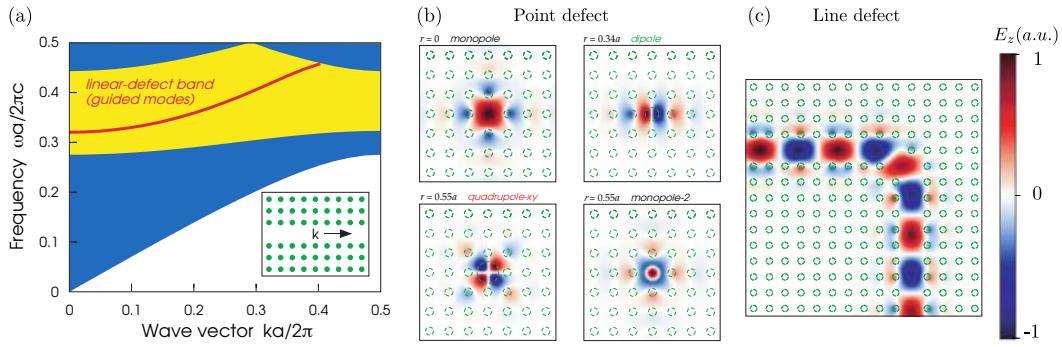 (a)
Frequency ωa/2πc
0.5
0.4
0.3
0.2
0.1
0
linear-defect band
(guided modes)
k
0
0.1
0.2
0.3
0.4
0.5
Wave vector ka/2π
(b)
Point defect
r = 0 monopole
r = 0.34a dipole
r = 0.55a quadrupole-xy
r = 0.55a monopole-2
(c)
Line defect
E_z(a.u.)
1
0
-1